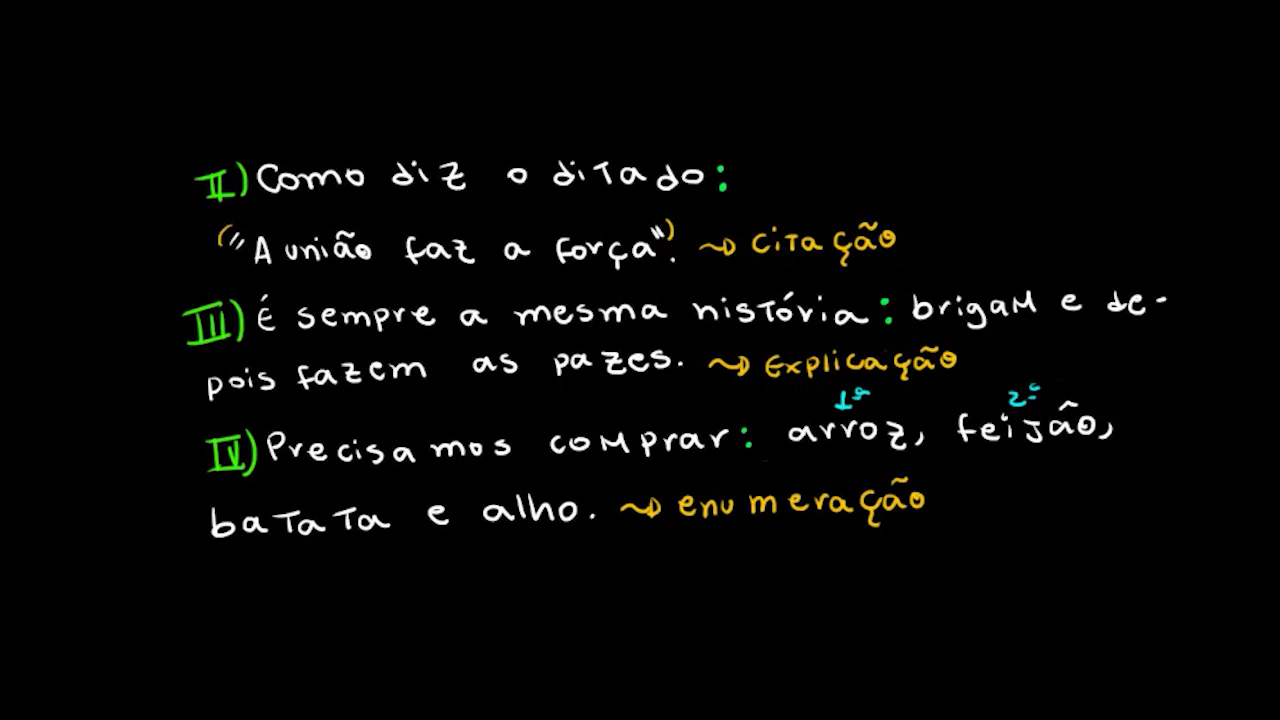 II) Como diz o ditado:
("A união faz a força"). ↝ citação
III) É sempre a mesma história: brigam e de-
pois fazem as pazes. ↝ Explicação
1º 2º
IV) Precisamos comprar: arroz, feijão,
batata e alho. ↝ enumeração